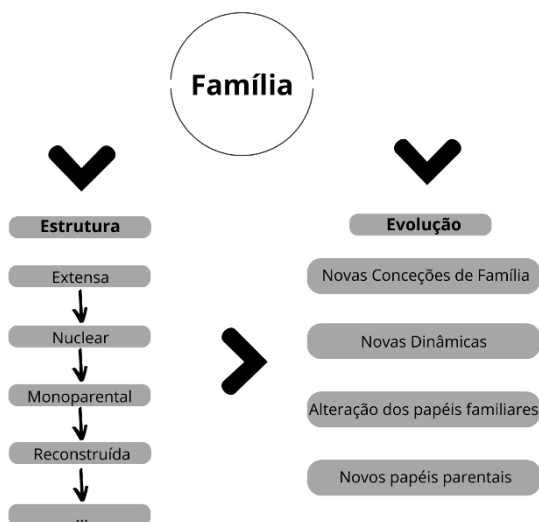 Família
Estrutura
Extensa
Nuclear
Monoparental
Reconstruída
...
Evolução
Novas Conceções de Família
Novas Dinâmicas
Alteração dos papéis familiares
Novos papéis parentais